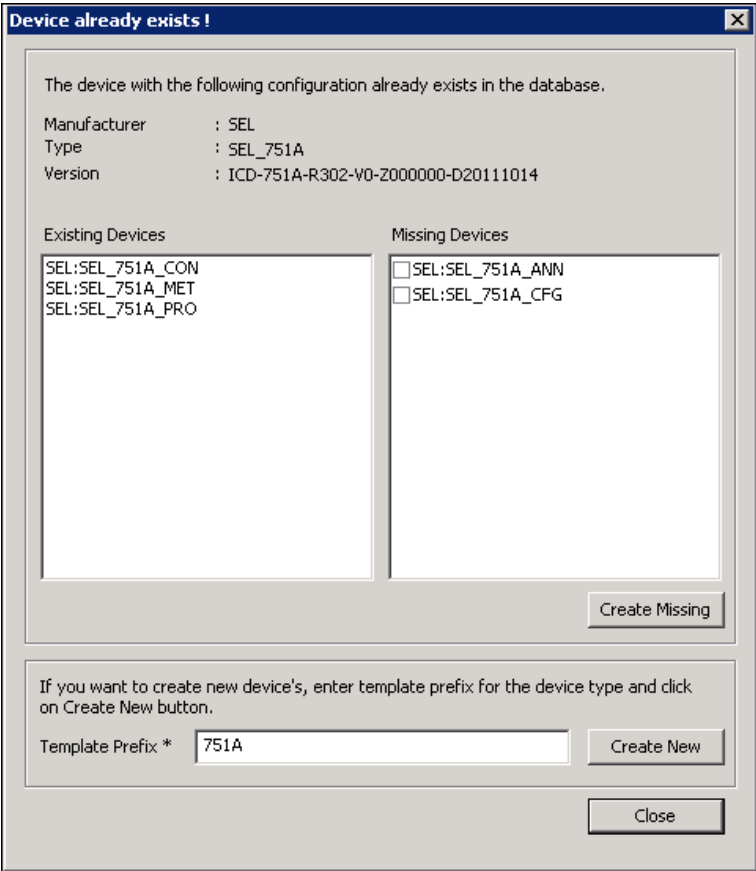 Device already exists !
The device with the following configuration already exists in the database.
Manufacturer : SEL
Type : SEL_751A
Version : ICD-751A-R302-V0-Z000000-D20111014
Existing Devices
SEL:SEL_751A_CON
SEL:SEL_751A_MET
SEL:SEL_751A_PRO
Missing Devices
SEL:SEL_751A_ANN
SEL:SEL_751A_CFG
Create Missing
If you want to create new device's, enter template prefix for the device type and click
on Create New button.
Template Prefix * 751A Create New
Close